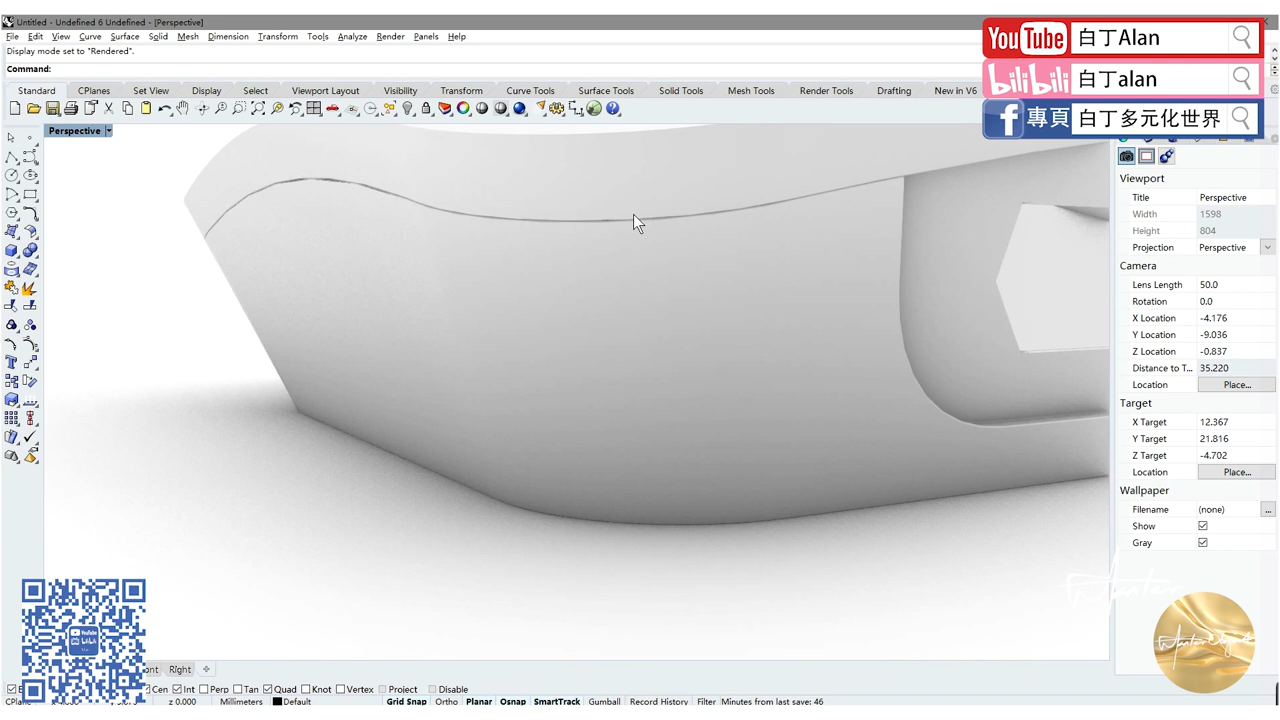 Untitled - Undefined 6 Undefined - [Perspective]
File Edit View Curve Surface Solid Mesh Dimension Transform Tools Analyze Render Panels Help
Display mode set to "Rendered".
Command:
Standard CPlanes Set View Display Select Viewport Layout Visibility Transform Curve Tools Surface Tools Solid Tools Mesh Tools Render Tools Drafting New in V6
YouTube 白丁Alan
bilibili 白丁alan
f 專頁 白丁多元化世界
Perspective
Viewport
Title Perspective
Width 1598
Height 804
Projection Perspective
Camera
Lens Length 50.0
Rotation 0.0
X Location -4.176
Y Location -9.036
Z Location -0.837
Distance to T... 35.220
Location Place...
Target
X Target 12.367
Y Target 21.816
Z Target -4.702
Location Place...
Wallpaper
Filename (none) ...
Show
Gray
Right
Cen Int Perp Tan Quad Knot Vertex Project Disable
z 0.000 Millimeters Default Grid Snap Ortho Planar Osnap SmartTrack Gumball Record History Filter Minutes from last save: 46